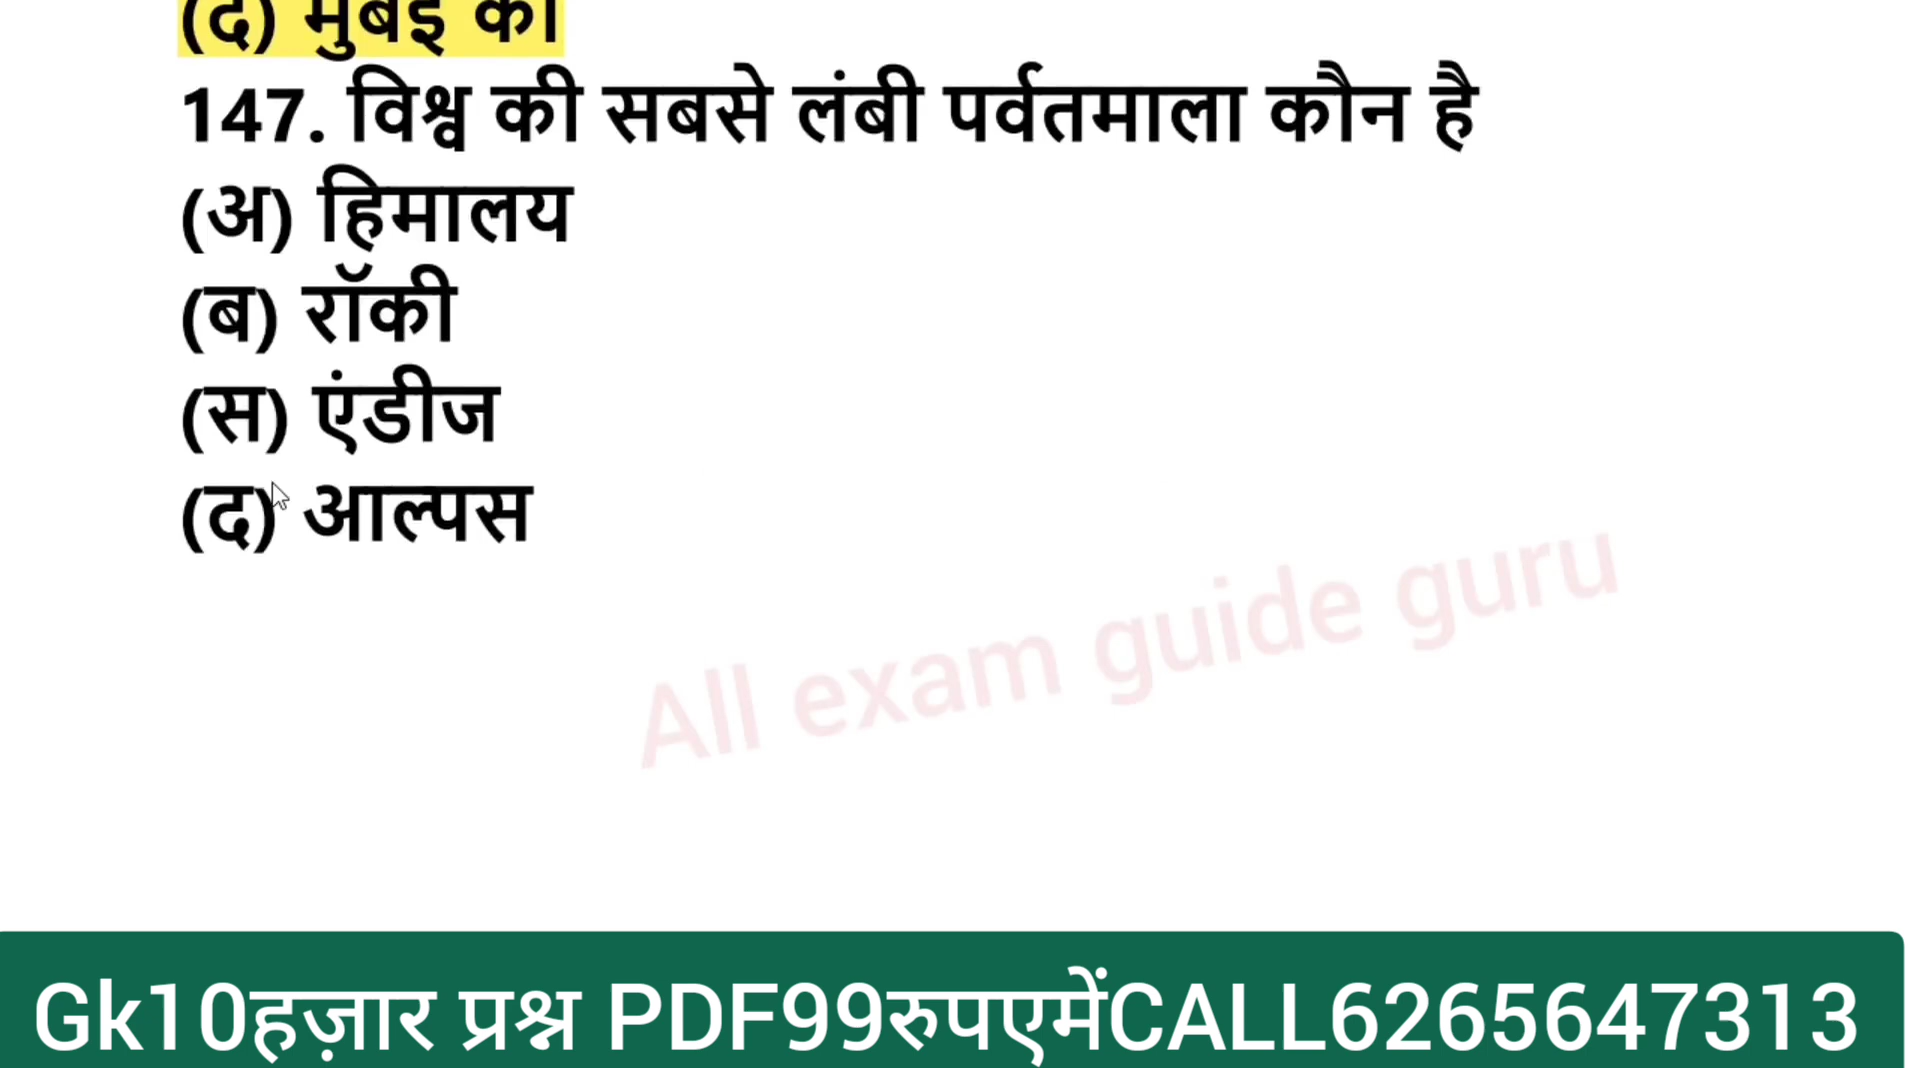 (द) मुंबई को
147. विश्व की सबसे लंबी पर्वतमाला कौन है
(अ) हिमालय
(ब) रॉकी
(स) एंडीज
(द) आल्पस
All exam guide guru
Gk10हज़ार प्रश्न PDF99रुपएमेंCALL6265647313